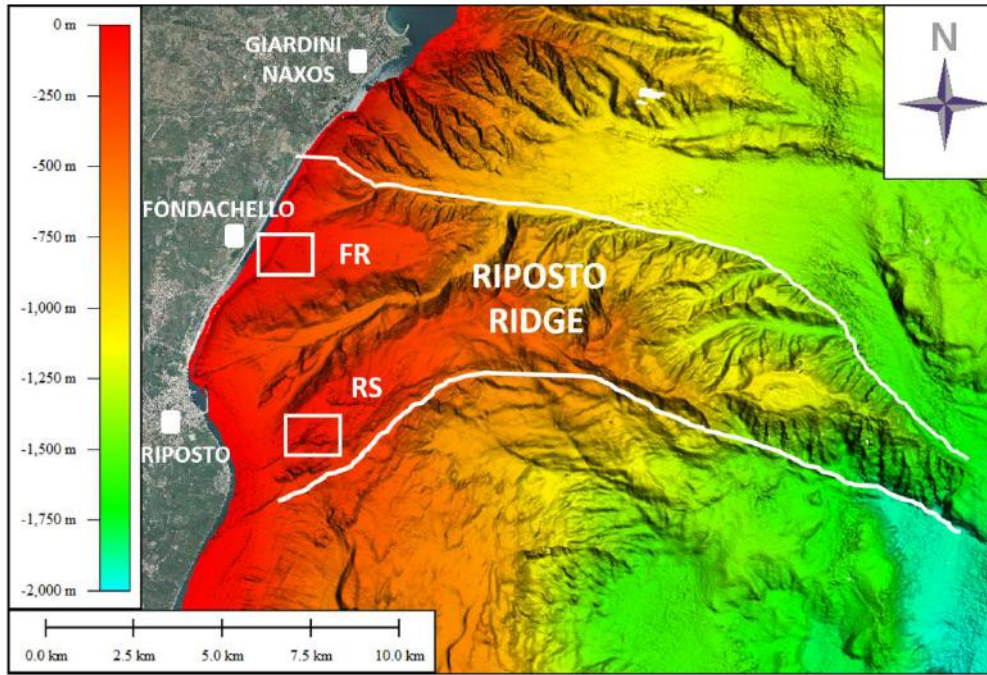 0 m
-250 m
-500 m
-750 m
-1,000 m
-1,250 m
-1,500 m
-1,750 m
-2,000 m
GIARDINI
NAXOS
N
FONDACHELLO
FR
RIPOSTO
RIDGE
RS
RIPOSTO
0.0 km
2.5 km
5.0 km
7.5 km
10.0 km